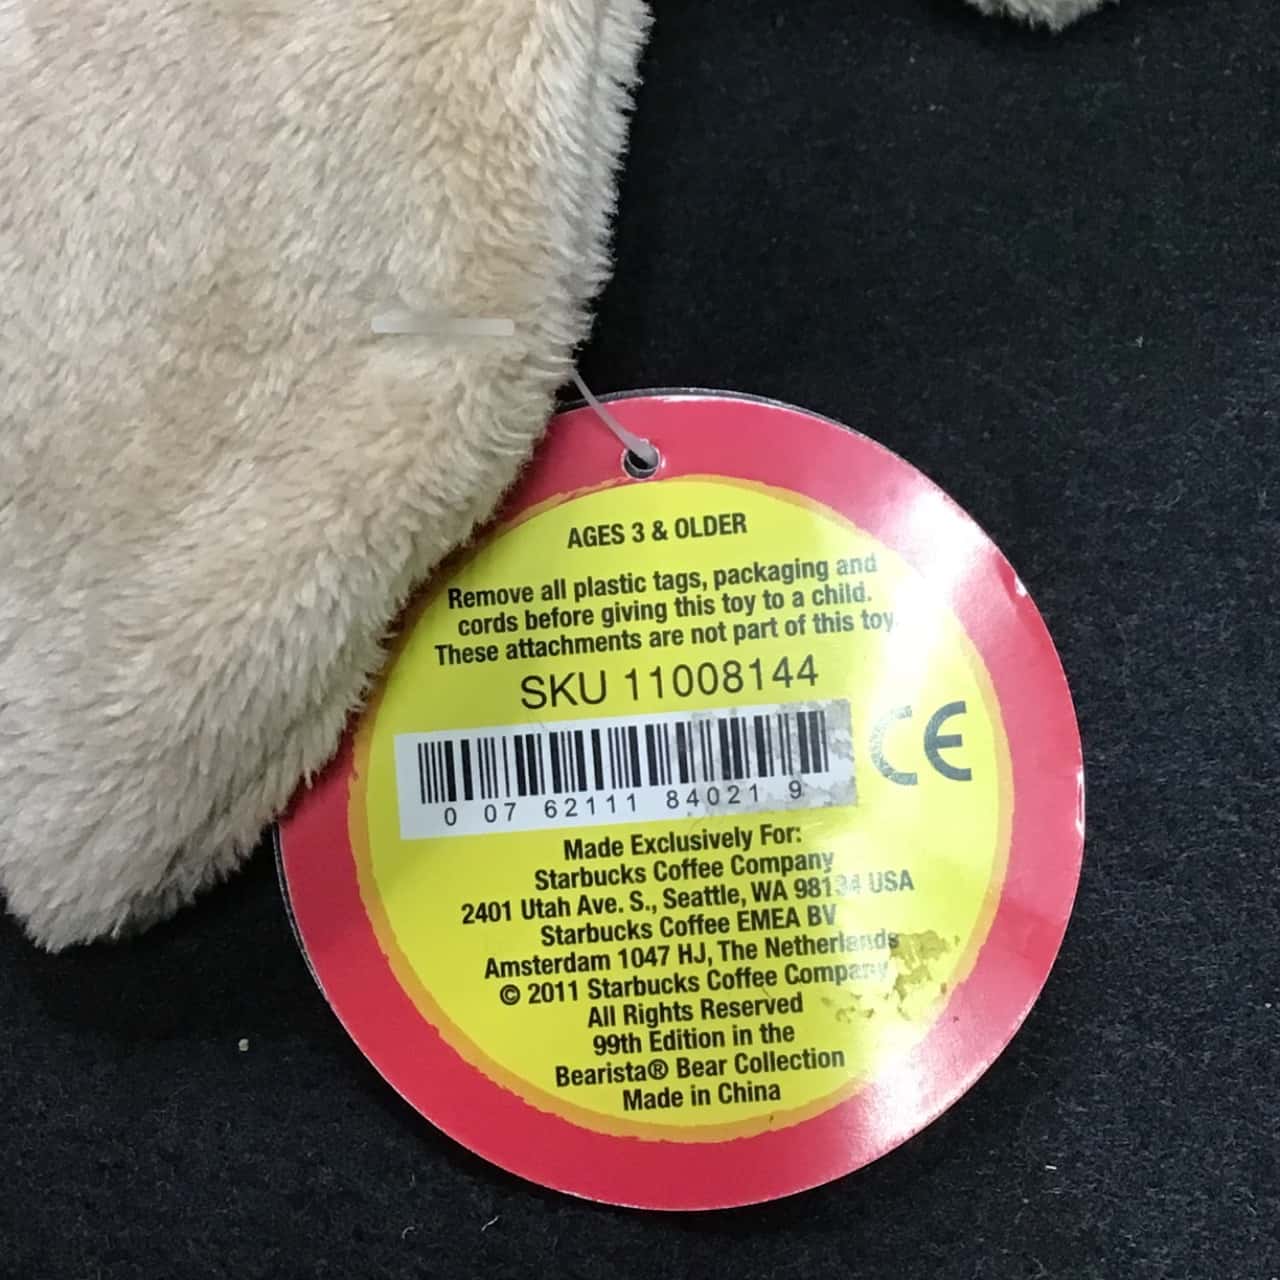 AGES 3 & OLDER
Remove all plastic tags, packaging and
cords before giving this toy to a child.
These attachments are not part of this toy.
SKU 11008144
CE
0 07 62111 84021 9
Made Exclusively For:
Starbucks Coffee Company
2401 Utah Ave. S., Seattle, WA 98134 USA
Starbucks Coffee EMEA BV
Amsterdam 1047 HJ, The Netherlands
© 2011 Starbucks Coffee Company
All Rights Reserved
99th Edition in the
Bearista® Bear Collection
Made in China